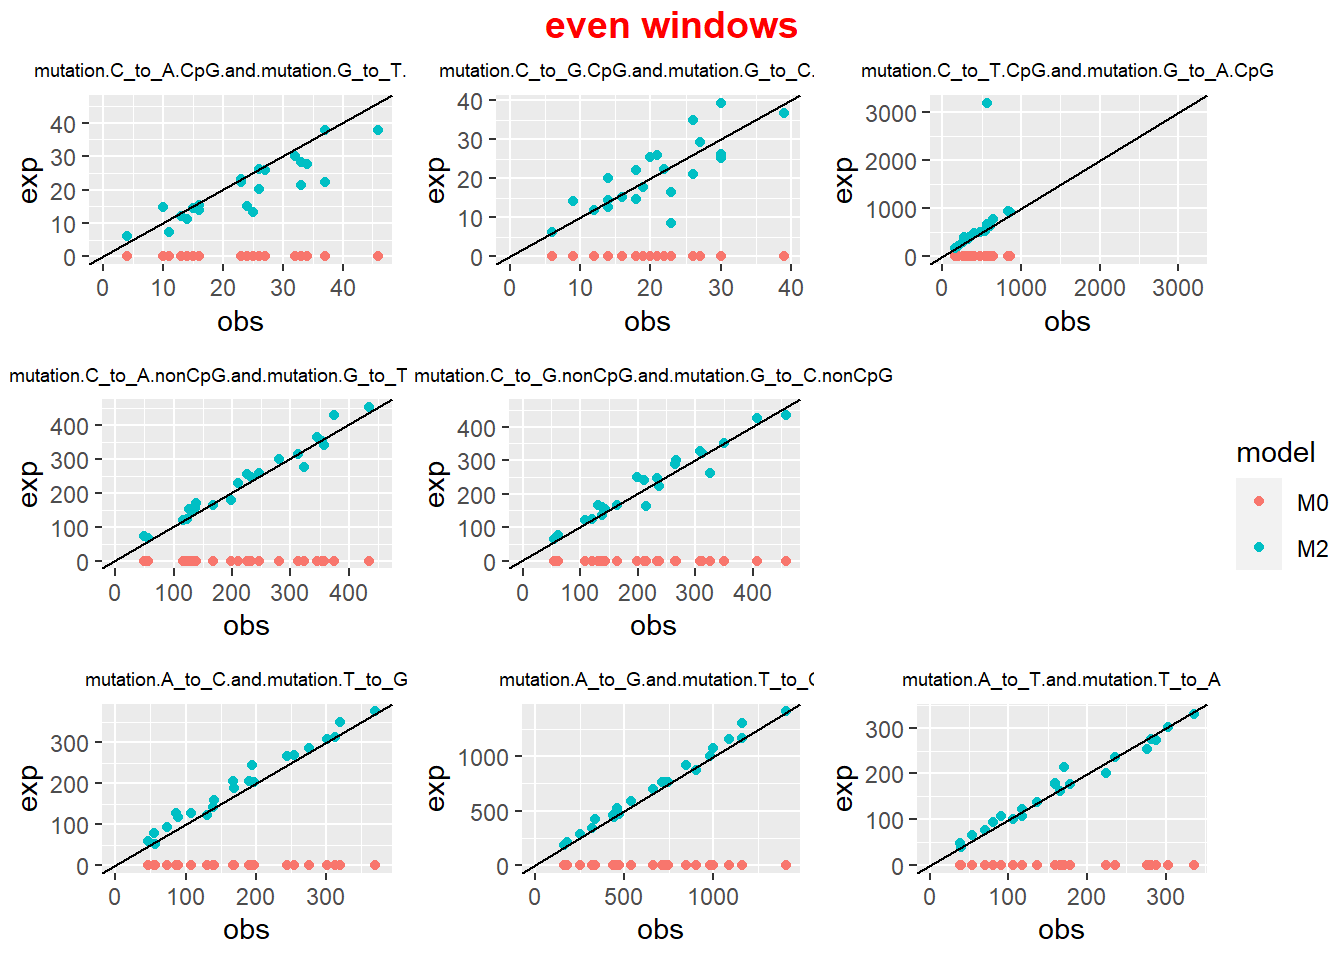 even windows
mutation.C_to_A.CpG.and.mutation.G_to_T.
mutation.C_to_G.CpG.and.mutation.G_to_C.
mutation.C_to_T.CpG.and.mutation.G_to_A.CpG
exp
40
30
20
10
0
0 10 20 30 40
obs
exp
40
30
20
10
0
0 10 20 30 40
obs
exp
3000
2000
1000
0
0 1000 2000 3000
obs
mutation.C_to_A.nonCpG.and.mutation.G_to_T
mutation.C_to_G.nonCpG.and.mutation.G_to_C.nonCpG
exp
400
300
200
100
0
0 100 200 300 400
obs
exp
400
300
200
100
0
0 100 200 300 400
obs
model
M0
M2
mutation.A_to_C.and.mutation.T_to_G
mutation.A_to_G.and.mutation.T_to_
mutation.A_to_T.and.mutation.T_to_A
exp
300
200
100
0
0 100 200 300
obs
exp
1000
500
0
0 500 1000
obs
exp
300
200
100
0
0 100 200 300
obs